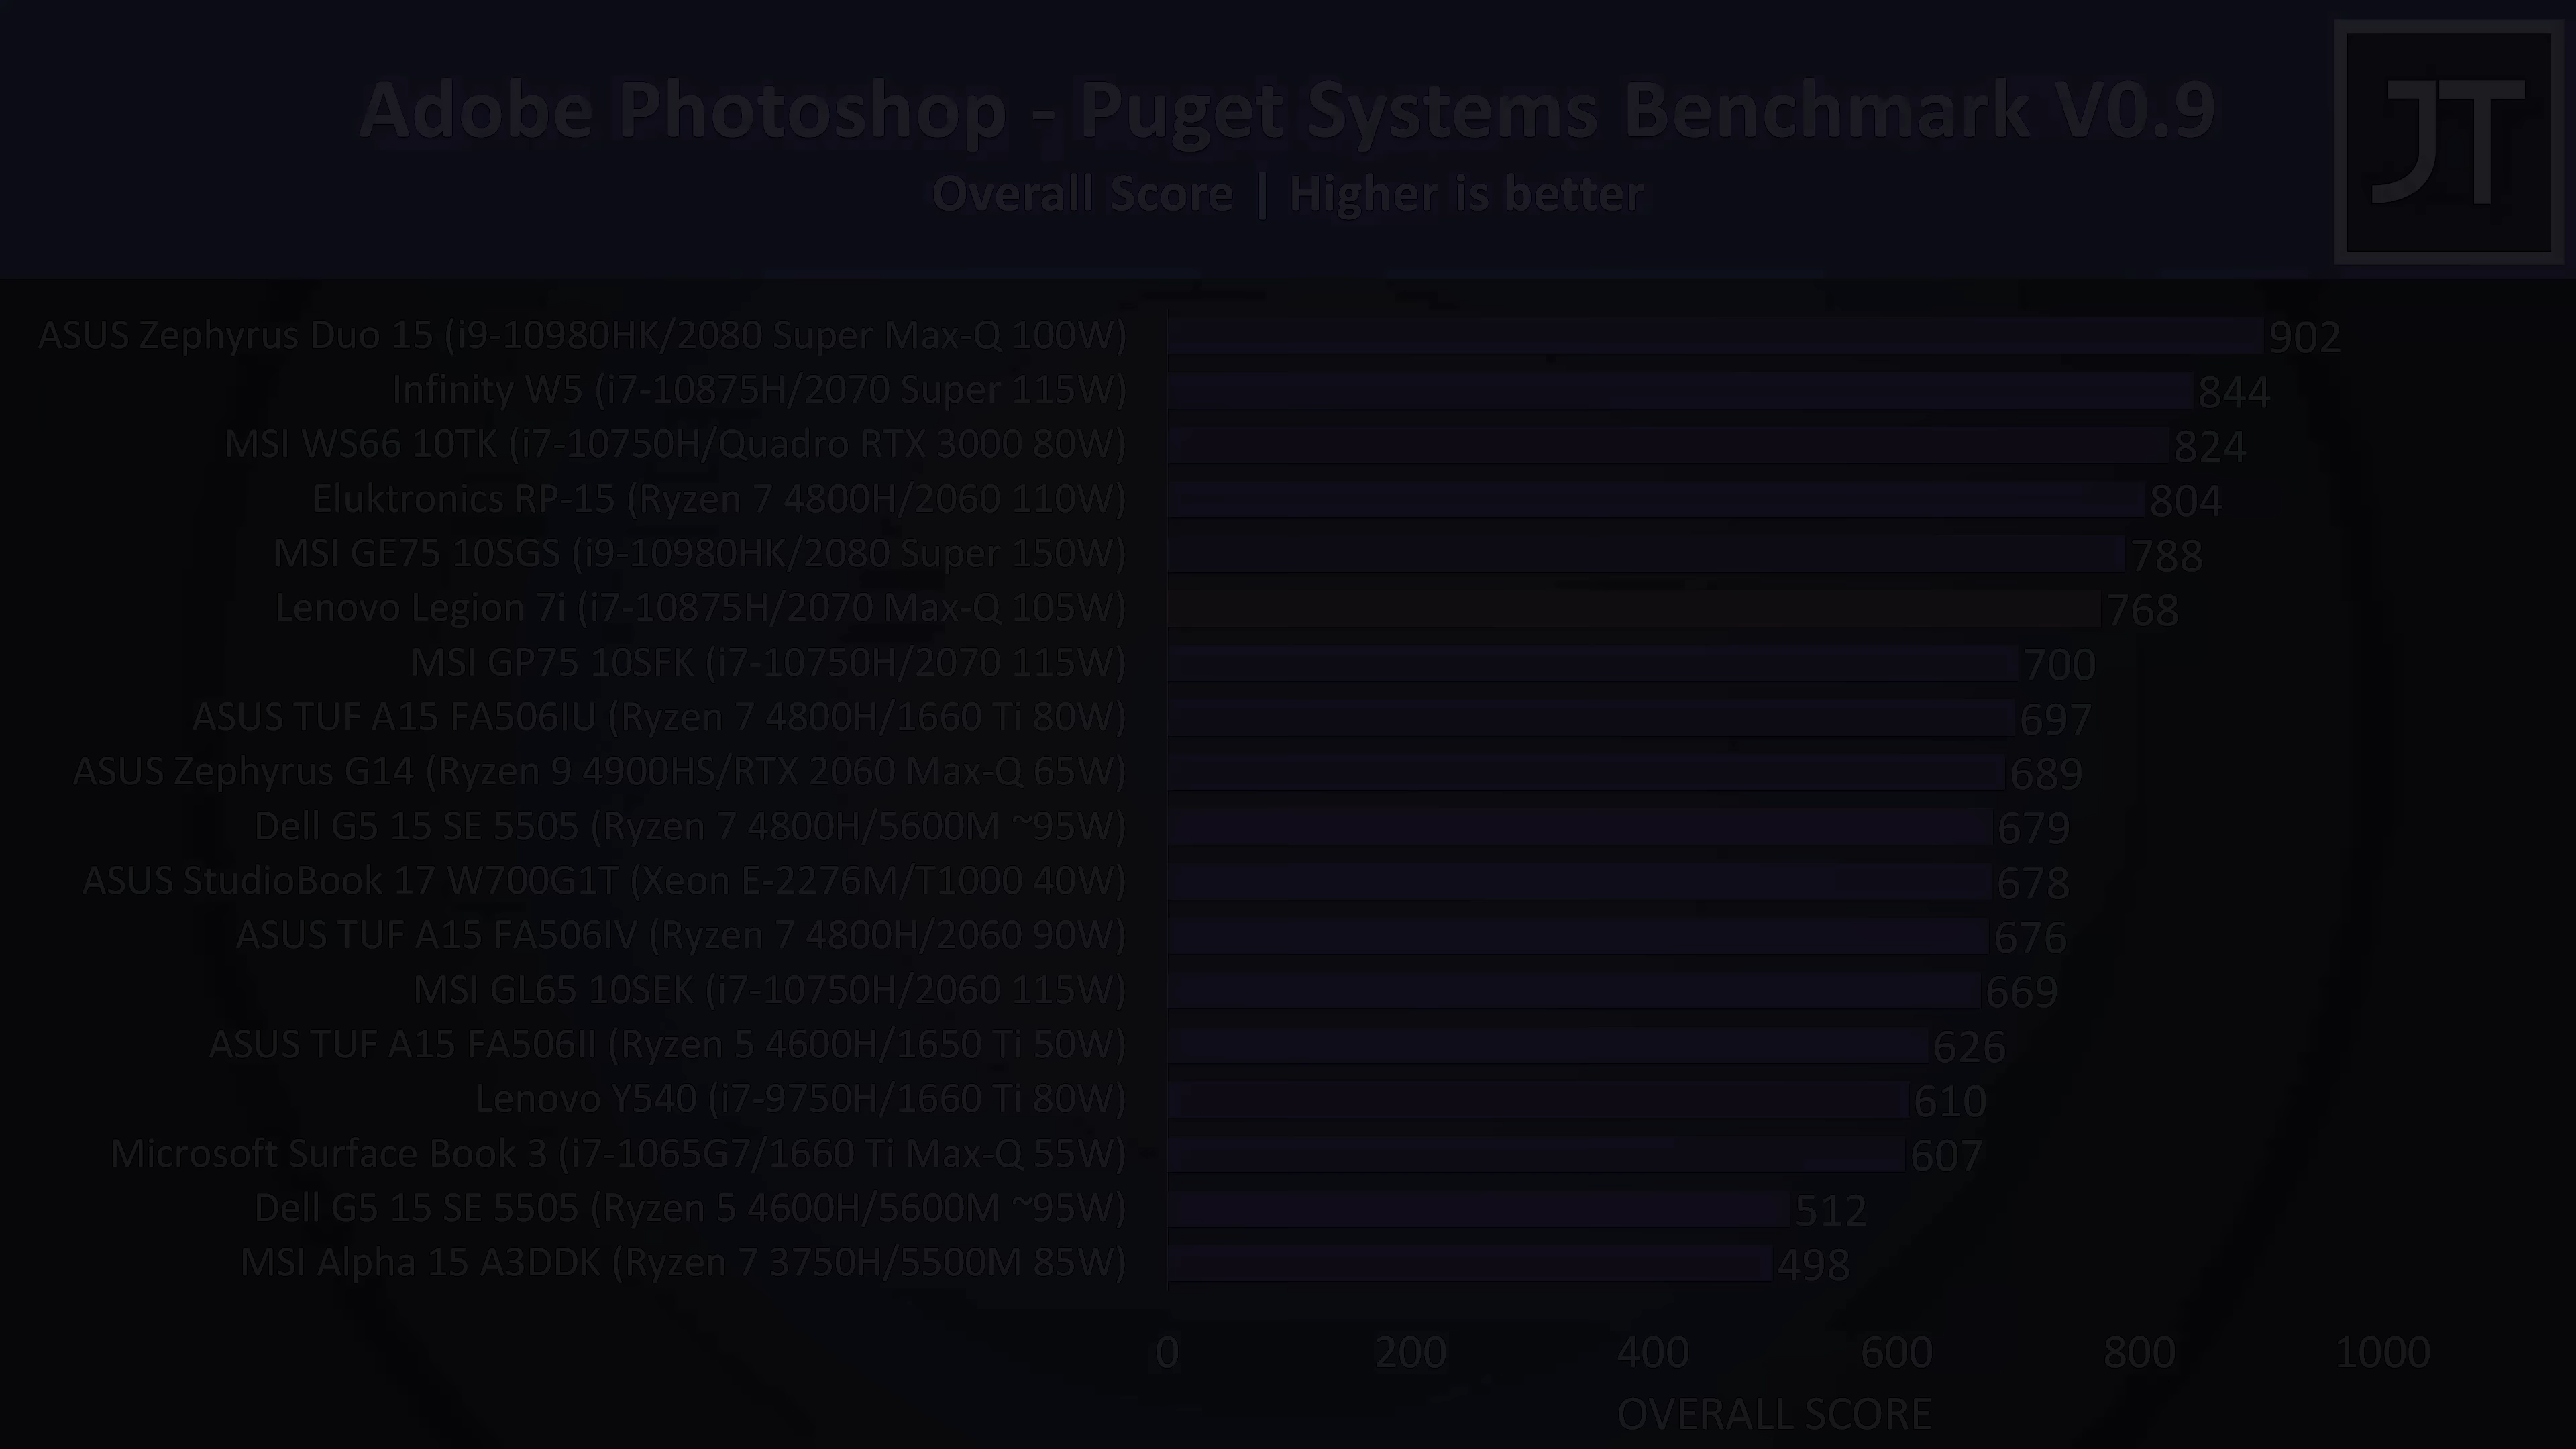 Adobe Photoshop - Puget Systems Benchmark V0.9
Overall Score | Higher is better
JT
ASUS Zephyrus Duo 15 (i9-10980HK/2080 Super Max-Q 100W) 902
Infinity W5 (i7-10875H/2070 Super 115W) 844
MSI WS66 10TK (i7-10750H/Quadro RTX 3000 80W) 824
Eluktronics RP-15 (Ryzen 7 4800H/2060 110W) 804
MSI GE75 10SGS (i9-10980HK/2080 Super 150W) 788
Lenovo Legion 7i (i7-10875H/2070 Max-Q 105W) 768
MSI GP75 10SFK (i7-10750H/2070 115W) 700
ASUS TUF A15 FA506IU (Ryzen 7 4800H/1660 Ti 80W) 697
ASUS Zephyrus G14 (Ryzen 9 4900HS/RTX 2060 Max-Q 65W) 689
Dell G5 15 SE 5505 (Ryzen 7 4800H/5600M ~95W) 679
ASUS StudioBook 17 W700G1T (Xeon E-2276M/T1000 40W) 678
ASUS TUF A15 FA506IV (Ryzen 7 4800H/2060 90W) 676
MSI GL65 10SEK (i7-10750H/2060 115W) 669
ASUS TUF A15 FA506II (Ryzen 5 4600H/1650 Ti 50W) 626
Lenovo Y540 (i7-9750H/1660 Ti 80W) 610
Microsoft Surface Book 3 (i7-1065G7/1660 Ti Max-Q 55W) 607
Dell G5 15 SE 5505 (Ryzen 5 4600H/5600M ~95W) 512
MSI Alpha 15 A3DDK (Ryzen 7 3750H/5500M 85W) 498
0 200 400 600 800 1000
OVERALL SCORE